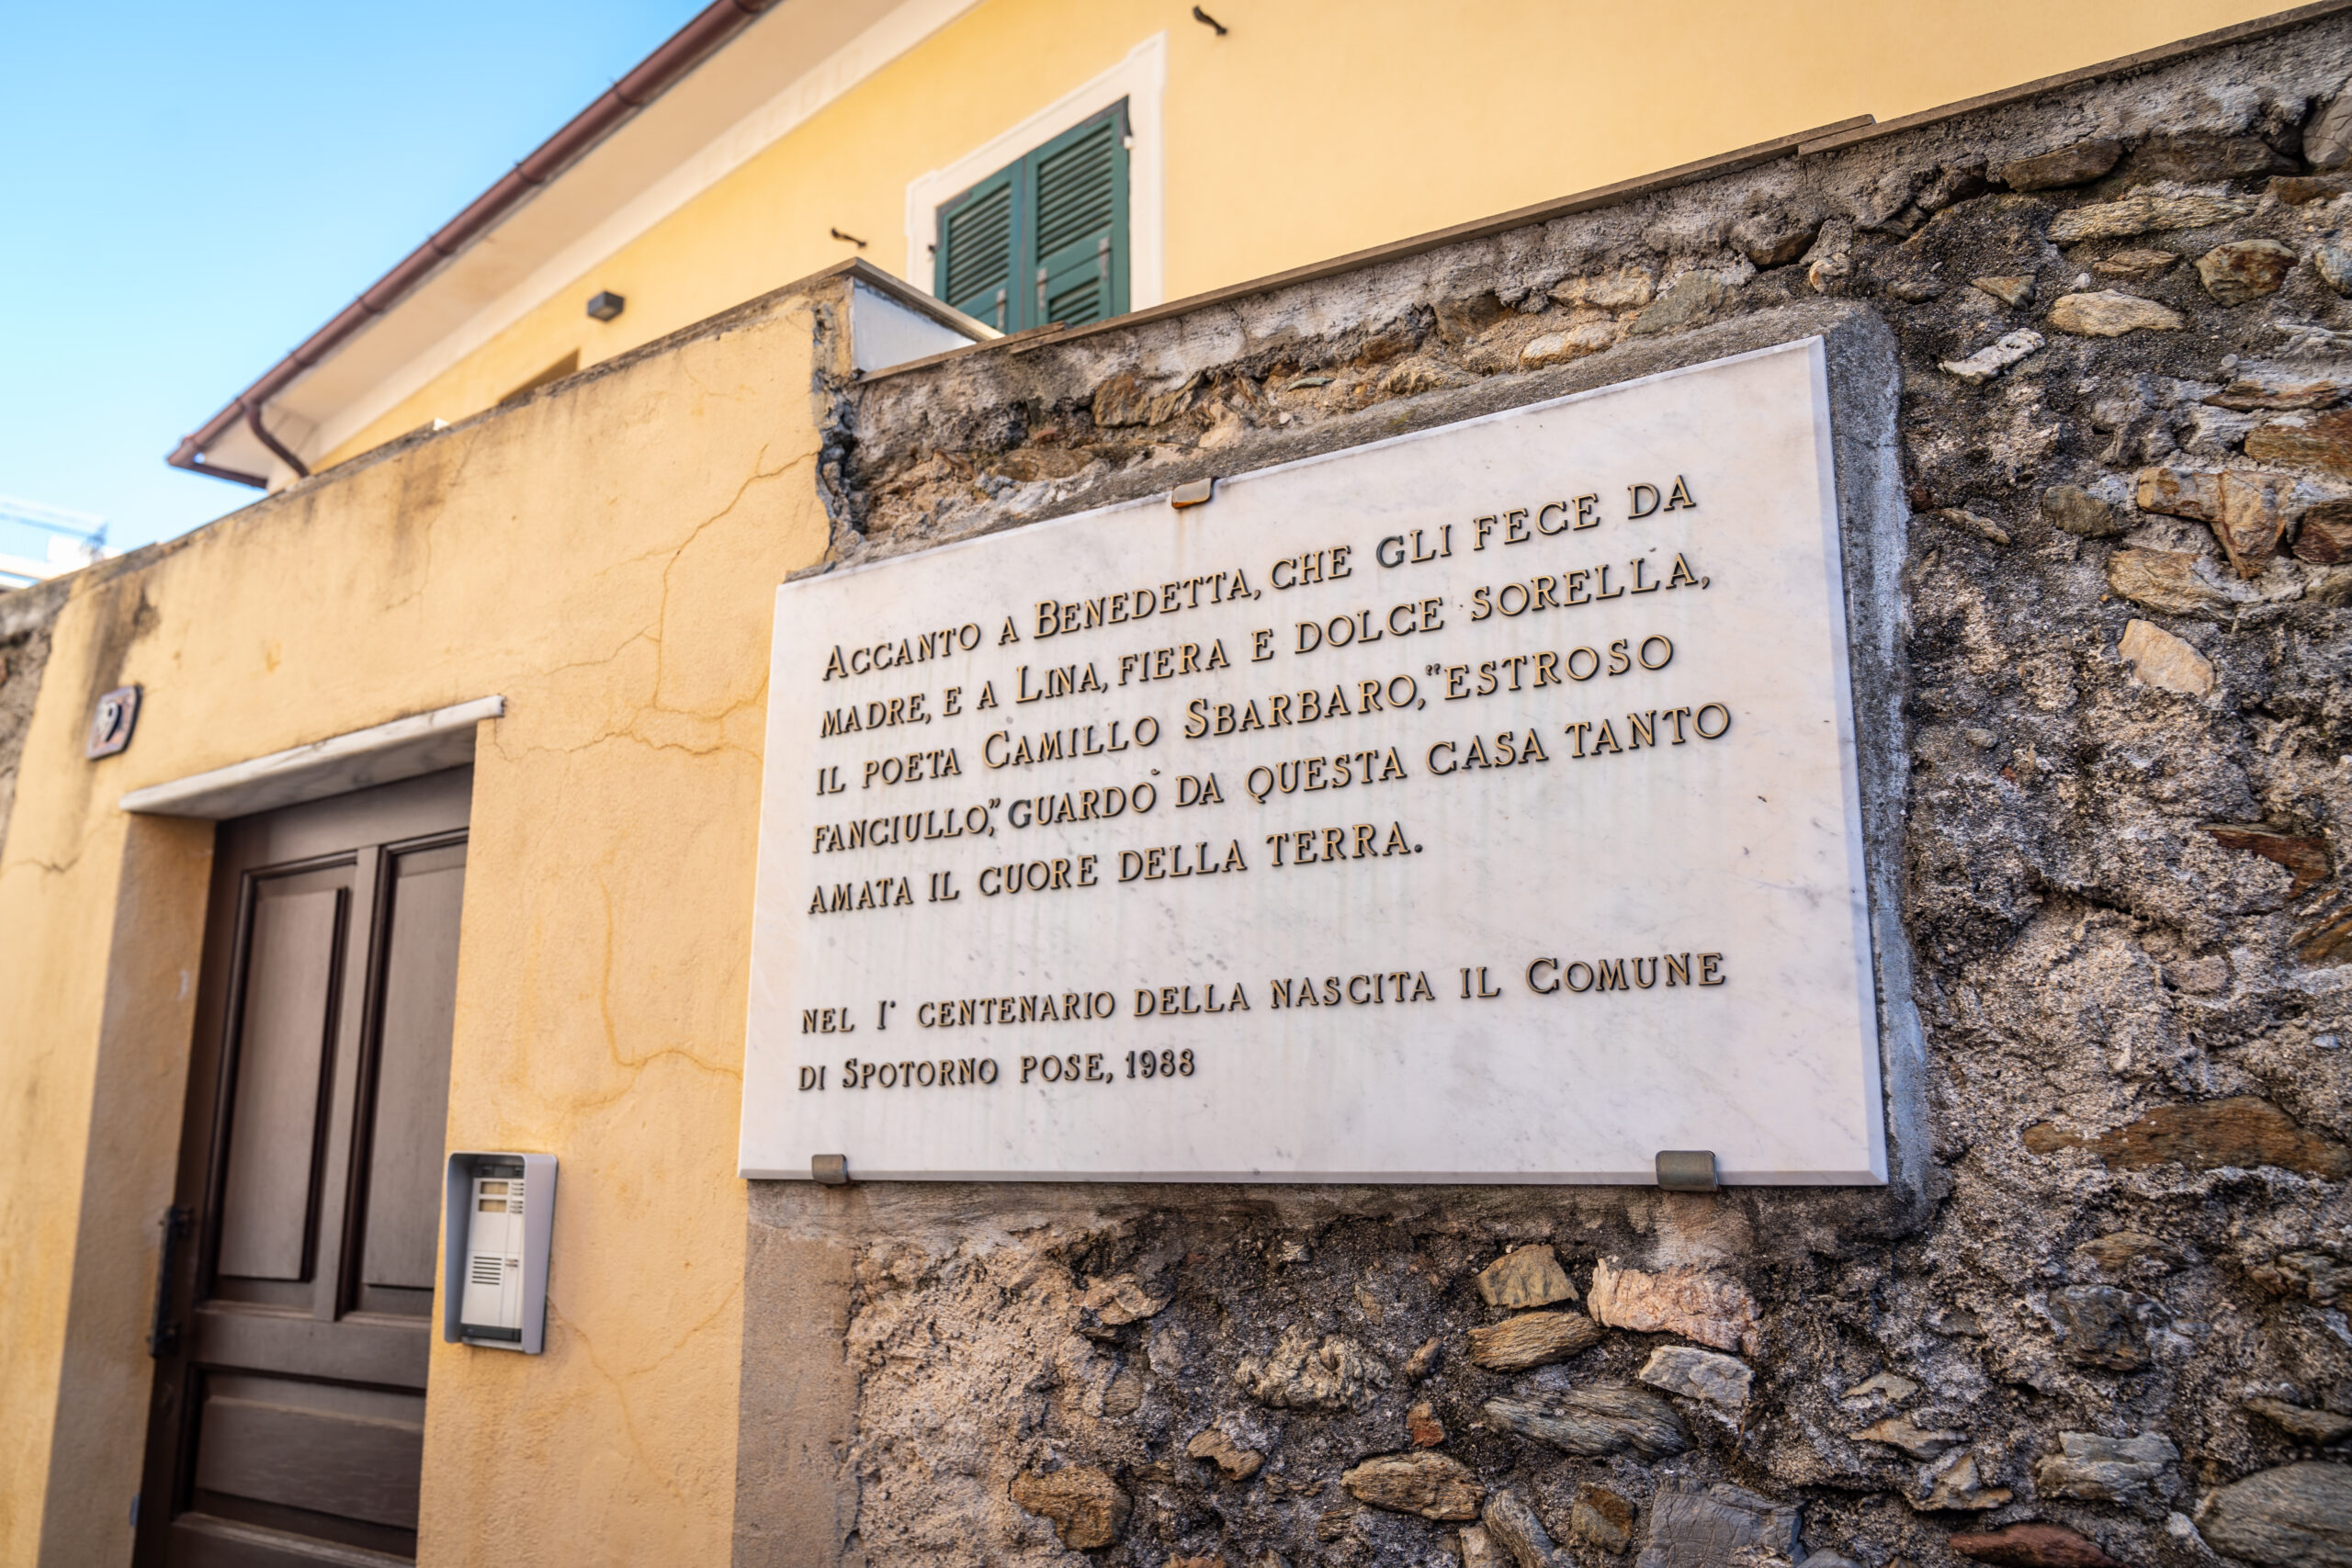 Accanto a Benedetta, che gli fece da
madre, e a Lina, fiera e dolce sorella,
il poeta Camillo Sbarbaro, "estroso
fanciullo", guardò da questa casa tanto
amata il cuore della terra.
nel I° centenario della nascita il Comune
di Spotorno pose, 1988